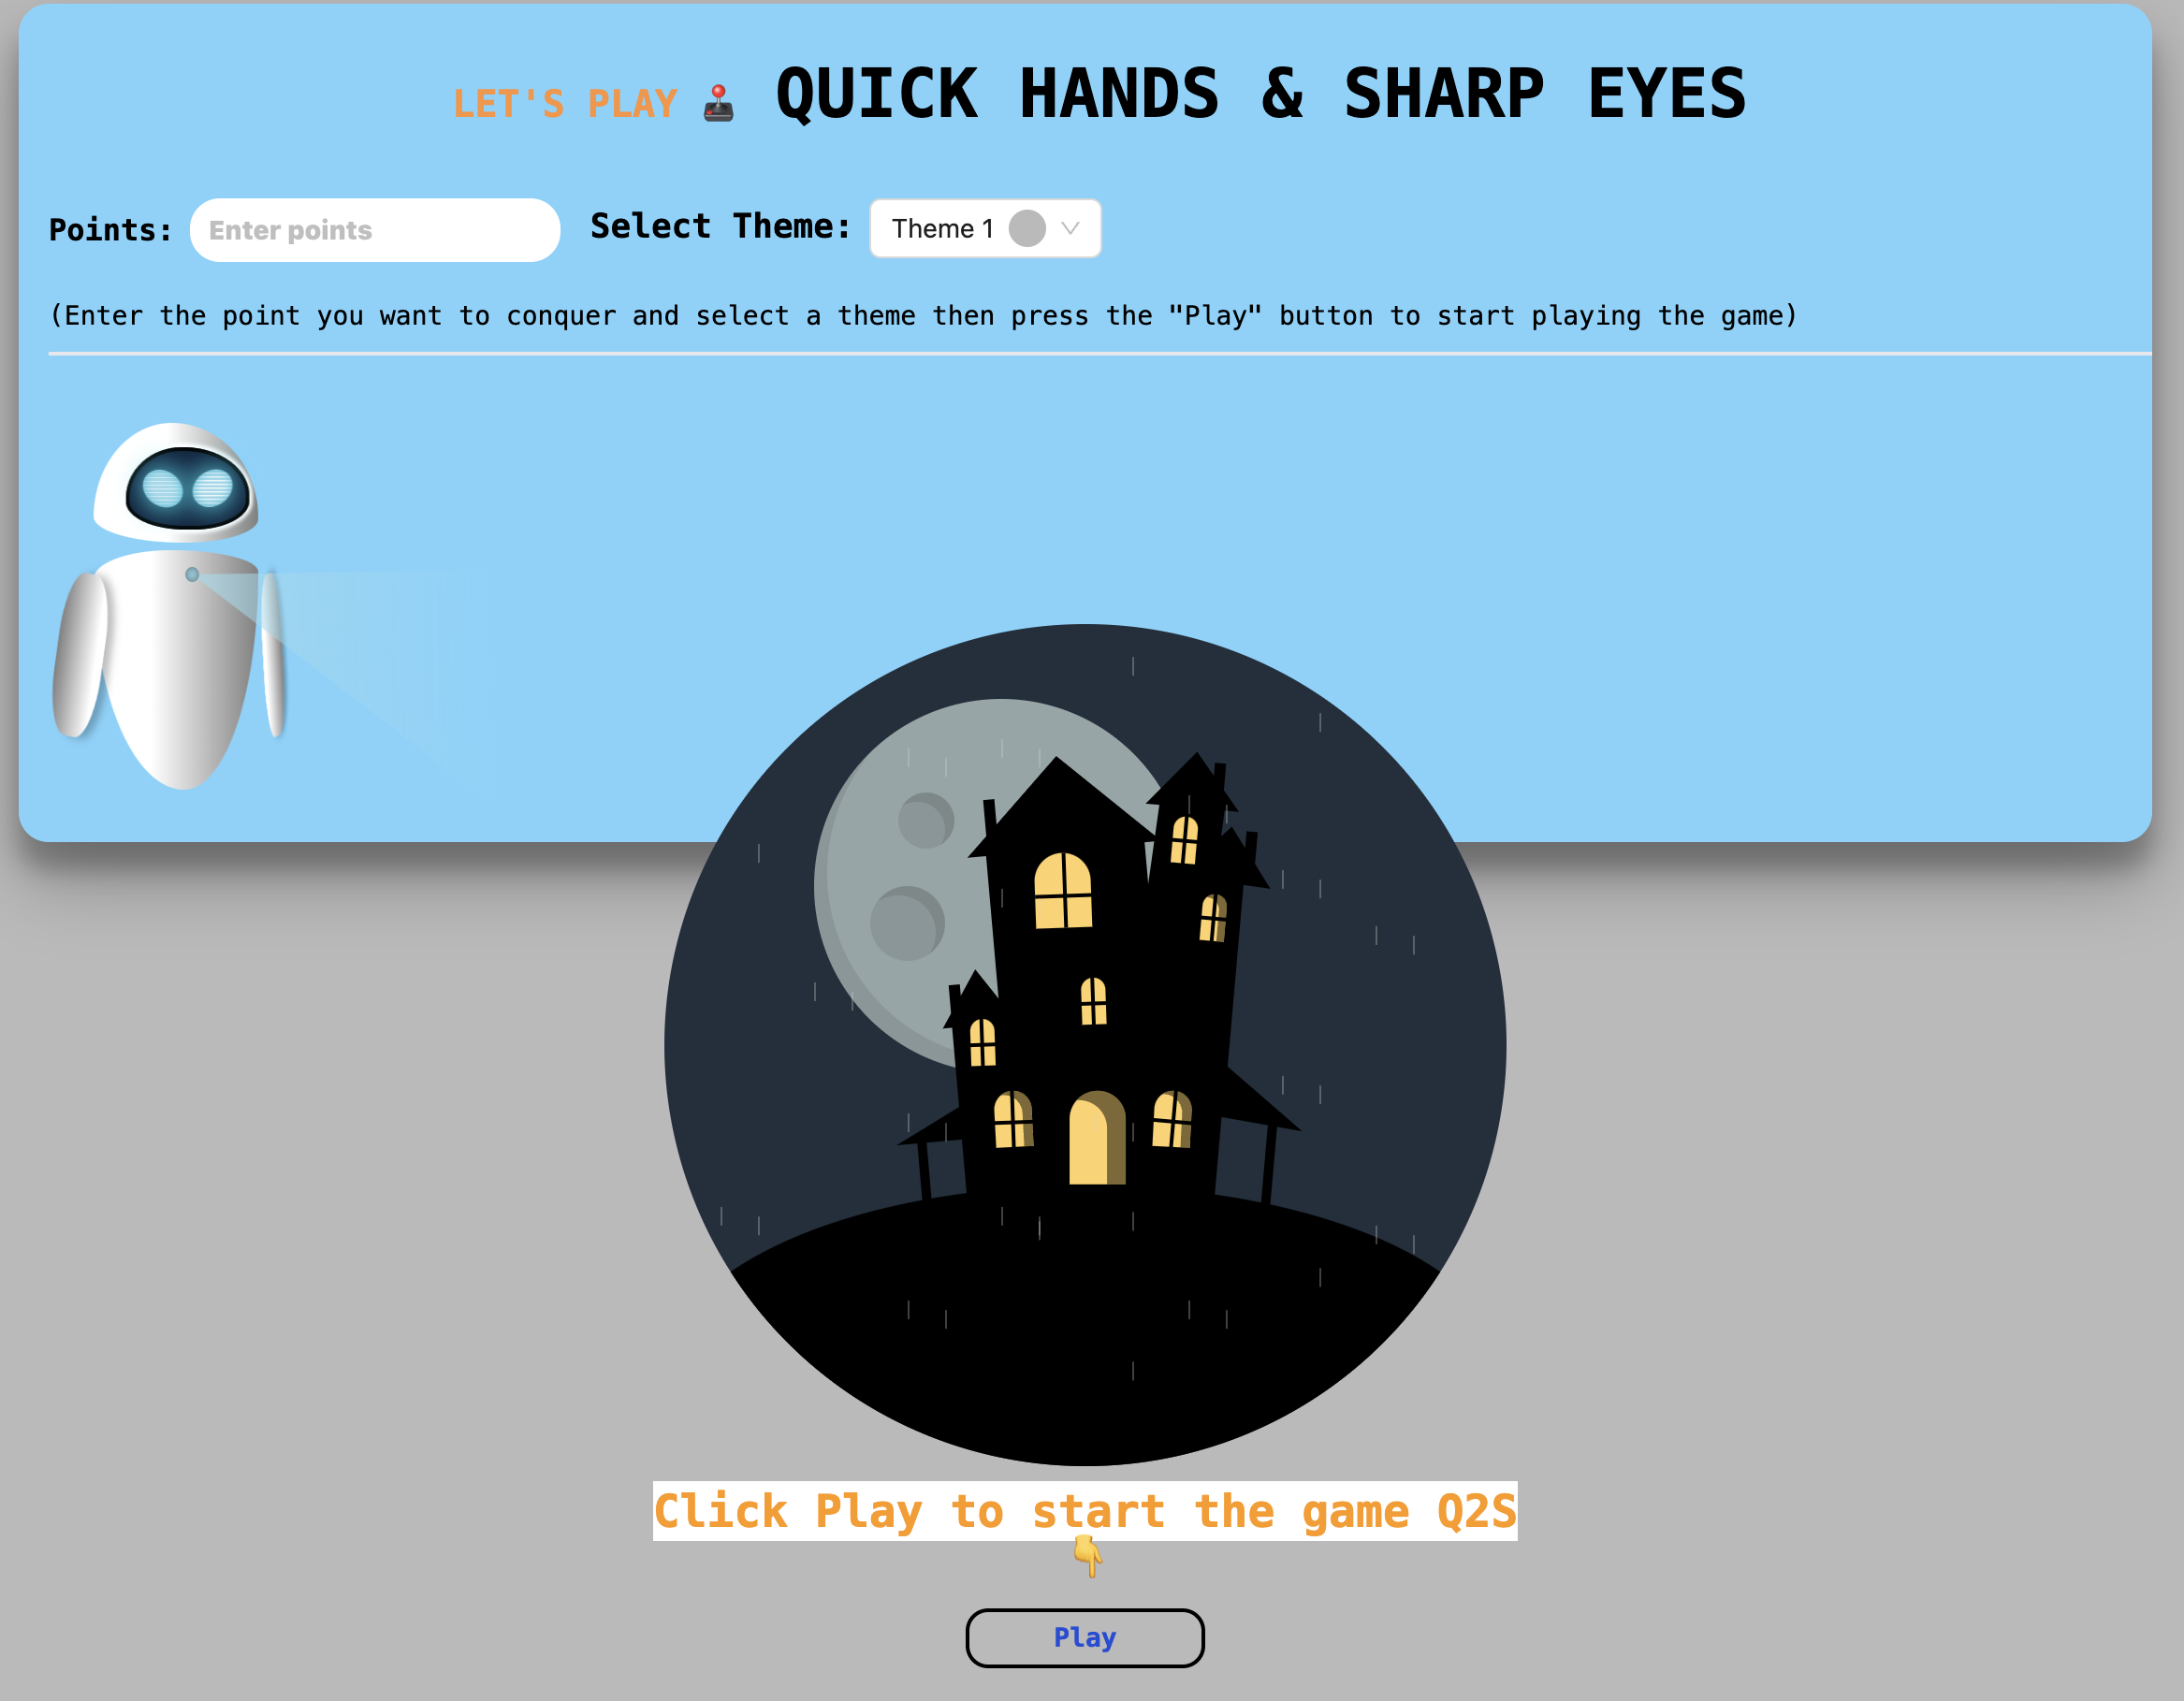 LET'S PLAY 🕹️ QUICK HANDS & SHARP EYES
Points: Enter points Select Theme: Theme 1
(Enter the point you want to conquer and select a theme then press the "Play" button to start playing the game)
Click Play to start the game Q2S
👇
Play